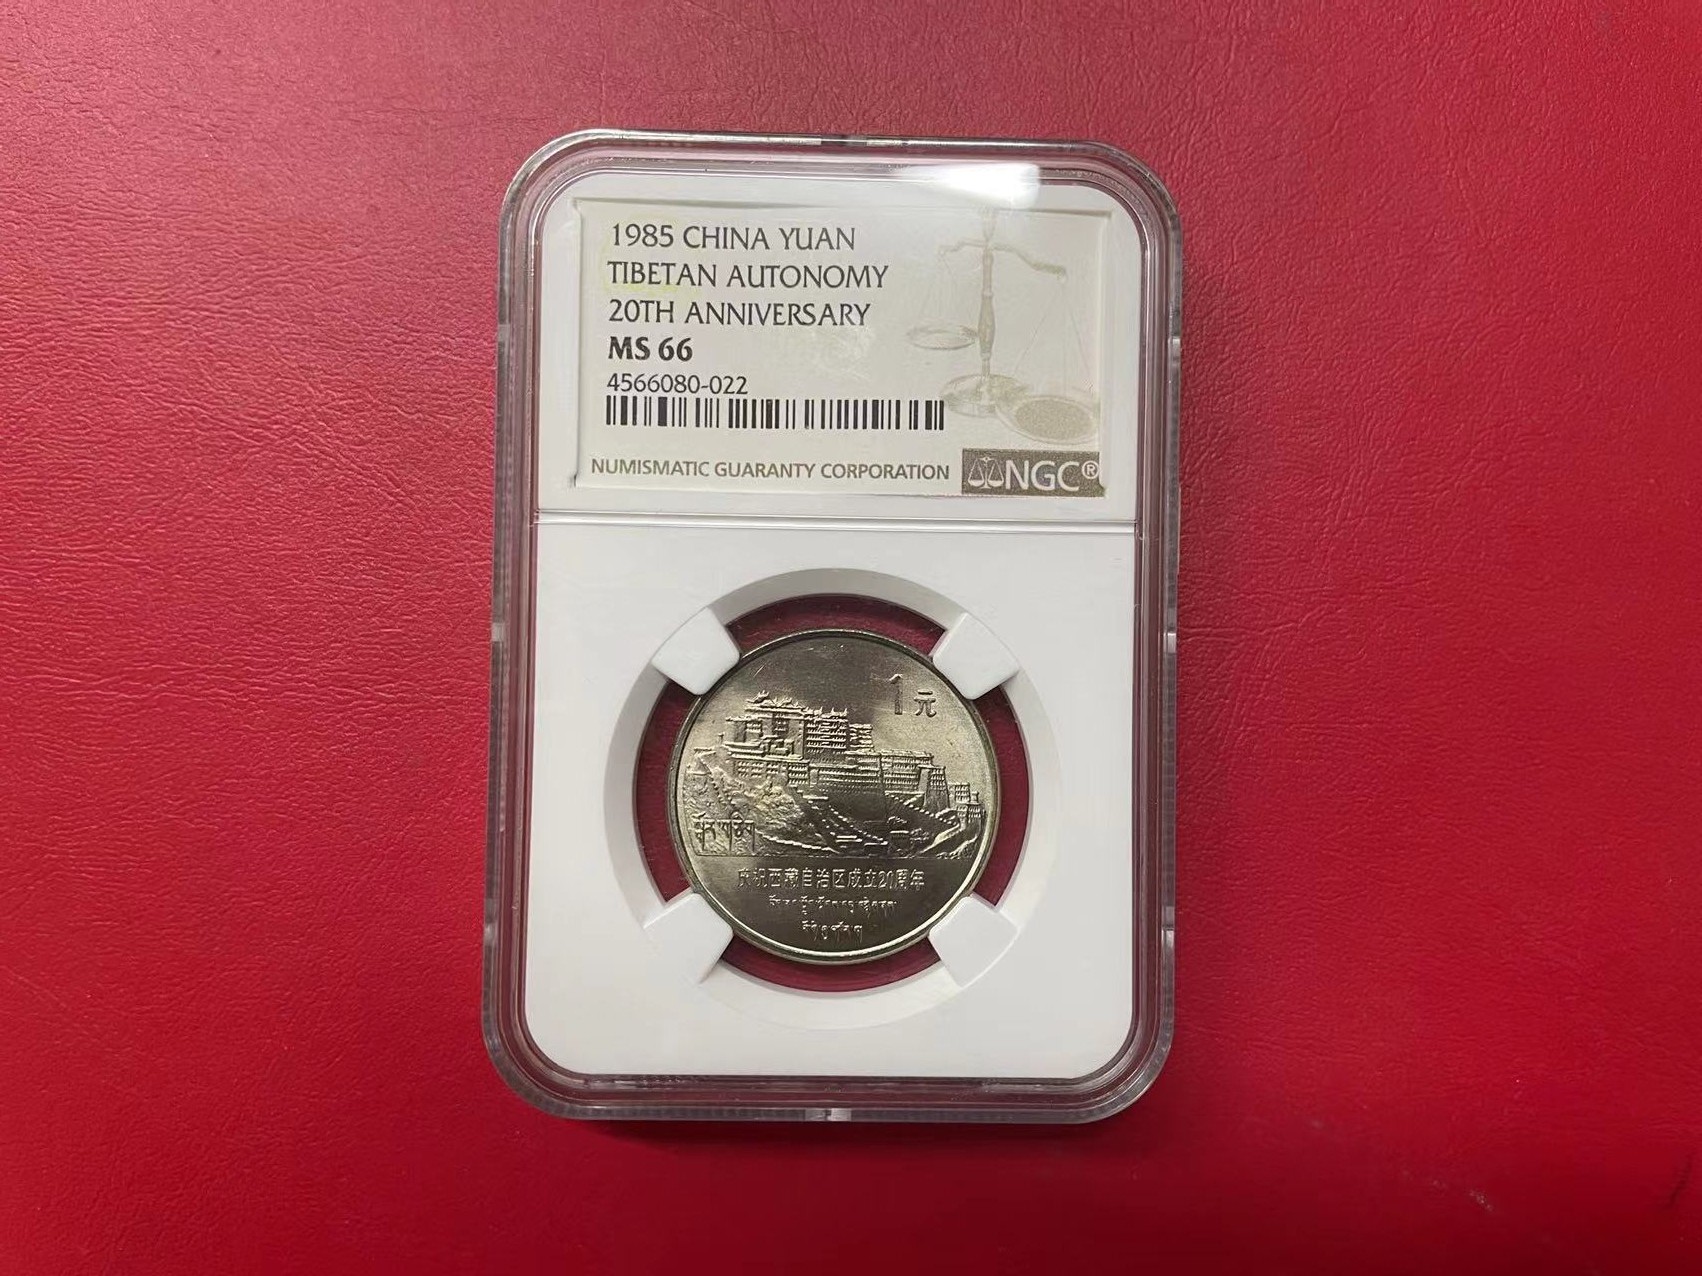 1985 CHINA YUAN
TIBETAN AUTONOMY
20TH ANNIVERSARY
MS 66
4566080-022
NUMISMATIC GUARANTY CORPORATION
NGC®
1元
庆祝西藏自治区成立20周年